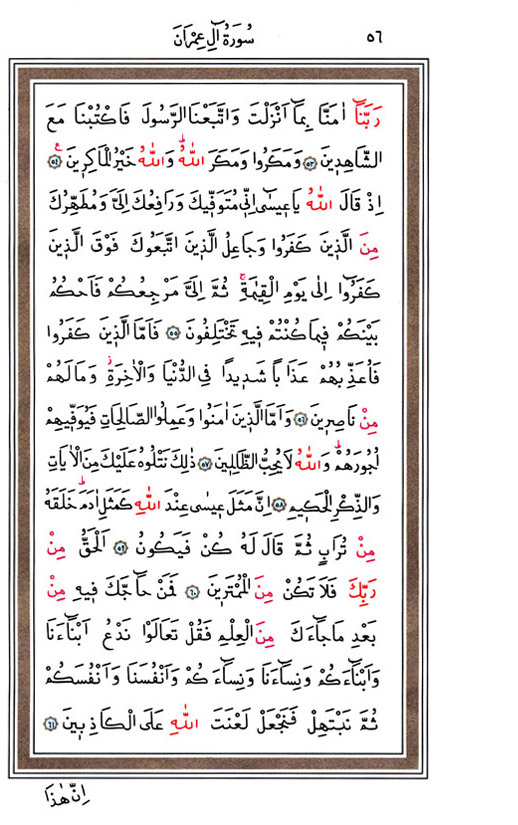 ٥٦ سُورَةُ اٰلِ عِمْرَانَ
رَبَّنَٓا اٰمَنَّا بِمَٓا اَنْزَلْتَ وَاتَّبَعْنَا الرَّسُولَ فَاكْتُبْنَا مَعَ
الشَّاهِدِينَ ﴿٥٣﴾ وَمَكَرُوا وَمَكَرَ اللّٰهُۜ وَاللّٰهُ خَيْرُ الْمَاكِرِينَۚ ﴿٥٤﴾
اِذْ قَالَ اللّٰهُ يَا عِيسٰٓى اِنِّي مُتَوَفِّيكَ وَرَافِعُكَ اِلَيَّ وَمُطَهِّرُكَ
مِنَ الَّذِينَ كَفَرُوا وَجَاعِلُ الَّذِينَ اتَّبَعُوكَ فَوْقَ الَّذِينَ
كَفَرُٓوا اِلٰى يَوْمِ الْقِيٰمَةِۚ ثُمَّ اِلَيَّ مَرْجِعُكُمْ فَاَحْكُمُ
بَيْنَكُمْ فِيمَا كُنْتُمْ فِيهِ تَخْتَلِفُونَ ﴿٥٥﴾ فَاَمَّا الَّذِينَ كَفَرُوا
فَاُعَذِّبُهُمْ عَذَابًا شَدِيدًا فِي الدُّنْيَا وَالْاٰخِرَةِۘ وَمَا لَهُمْ
مِنْ نَاصِرِينَ ﴿٥٦﴾ وَاَمَّا الَّذِينَ اٰمَنُوا وَعَمِلُوا الصَّالِحَاتِ فَيُوَفِّيهِمْ
اُجُورَهُمْۜ وَاللّٰهُ لَا يُحِبُّ الظَّالِمِينَ ﴿٥٧﴾ ذٰلِكَ نَتْلُوهُ عَلَيْكَ مِنَ الْاٰيَاتِ
وَالذِّكْرِ الْحَكِيمِ ﴿٥٨﴾ اِنَّ مَثَلَ عِيسٰى عِنْدَ اللّٰهِ كَمَثَلِ اٰدَمَۜ خَلَقَهُ
مِنْ تُرَابٍ ثُمَّ قَالَ لَهُ كُنْ فَيَكُونُ ﴿٥٩﴾ اَلْحَقُّ مِنْ
رَبِّكَ فَلَا تَكُنْ مِنَ الْمُمْتَرِينَ ﴿٦٠﴾ فَمَنْ حَٓاجَّكَ فِيهِ مِنْ
بَعْدِ مَا جَٓاءَكَ مِنَ الْعِلْمِ فَقُلْ تَعَالَوْا نَدْعُ اَبْنَٓاءَنَا
وَاَبْنَٓاءَكُمْ وَنِسَٓاءَنَا وَنِسَٓاءَكُمْ وَاَنْفُسَنَا وَاَنْفُسَكُمْ
ثُمَّ نَبْتَهِلْ فَنَجْعَلْ لَعْنَتَ اللّٰهِ عَلَى الْكَاذِبِينَ ﴿٦١﴾
اِنَّ هٰذَا